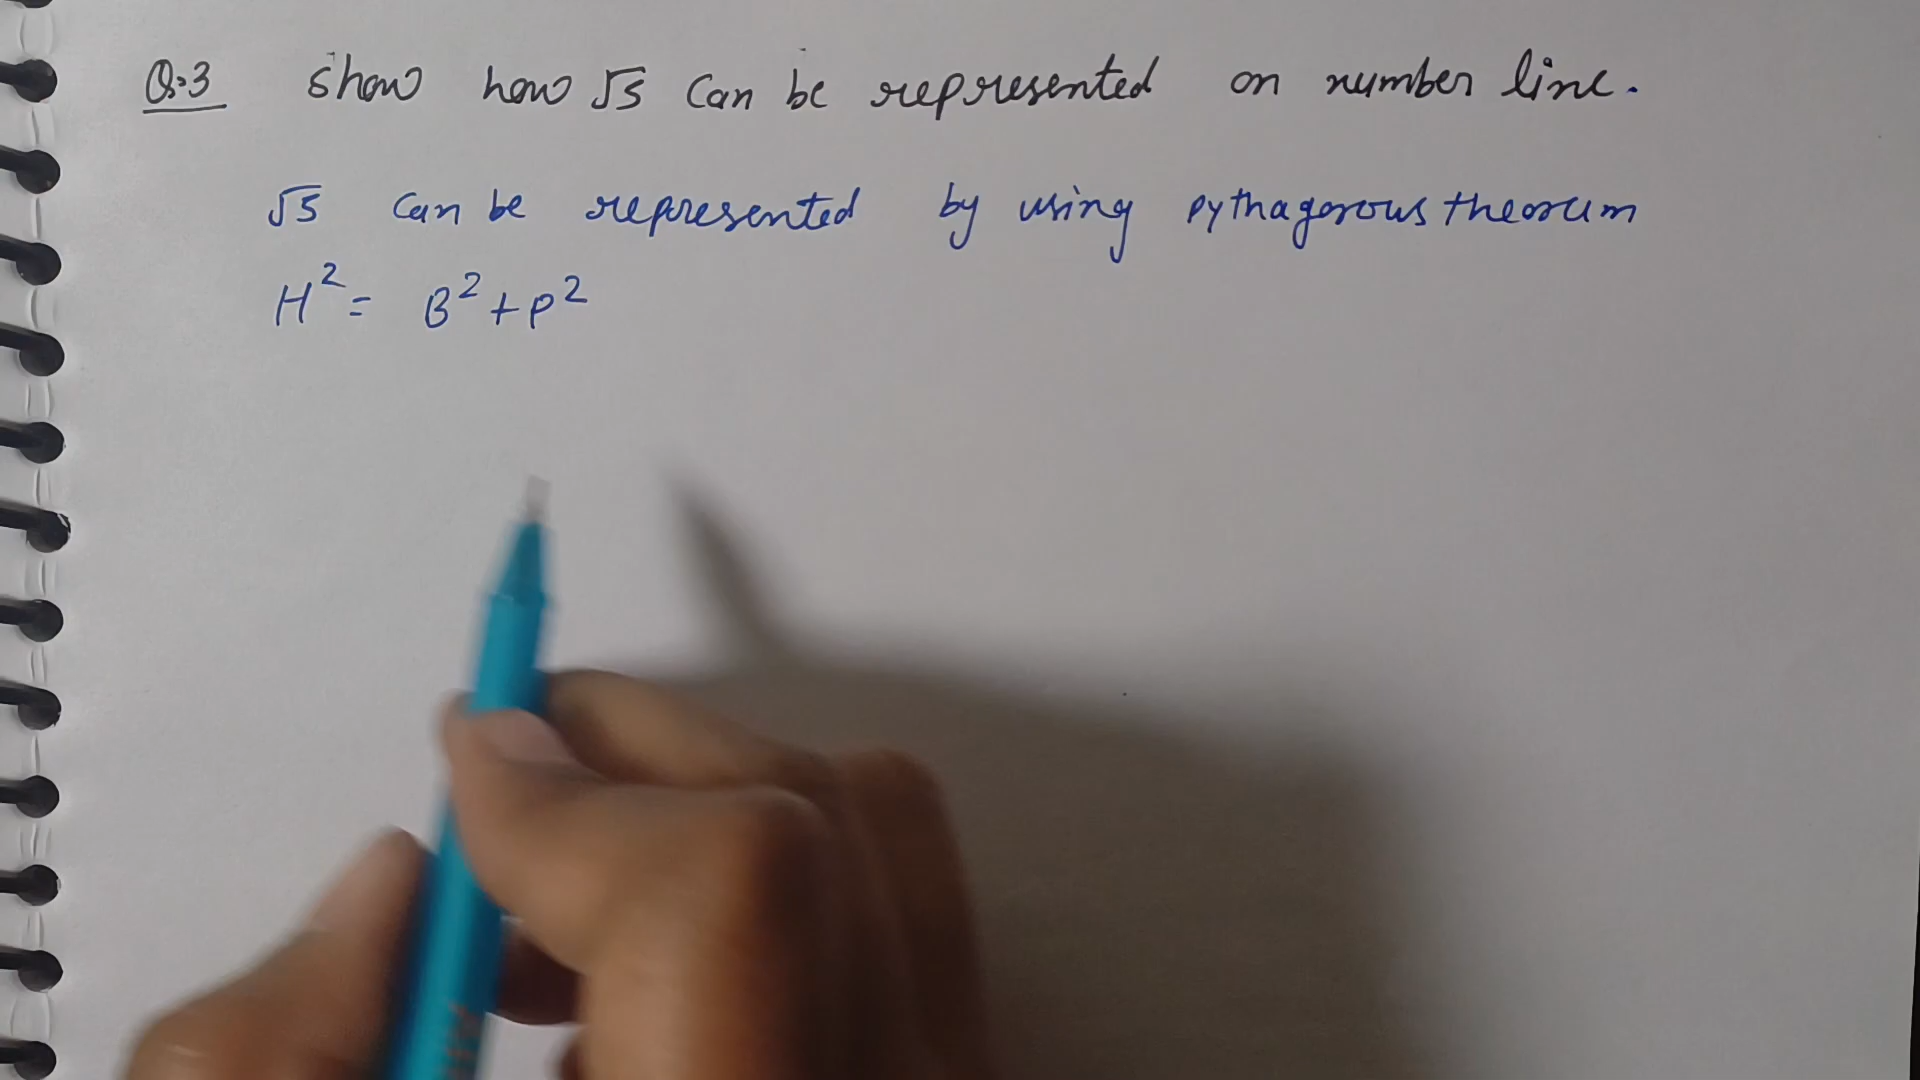 Q.3 Show how √5 can be represented on number line.
√5 can be represented by using pythagorous theorum
H² = B² + P²